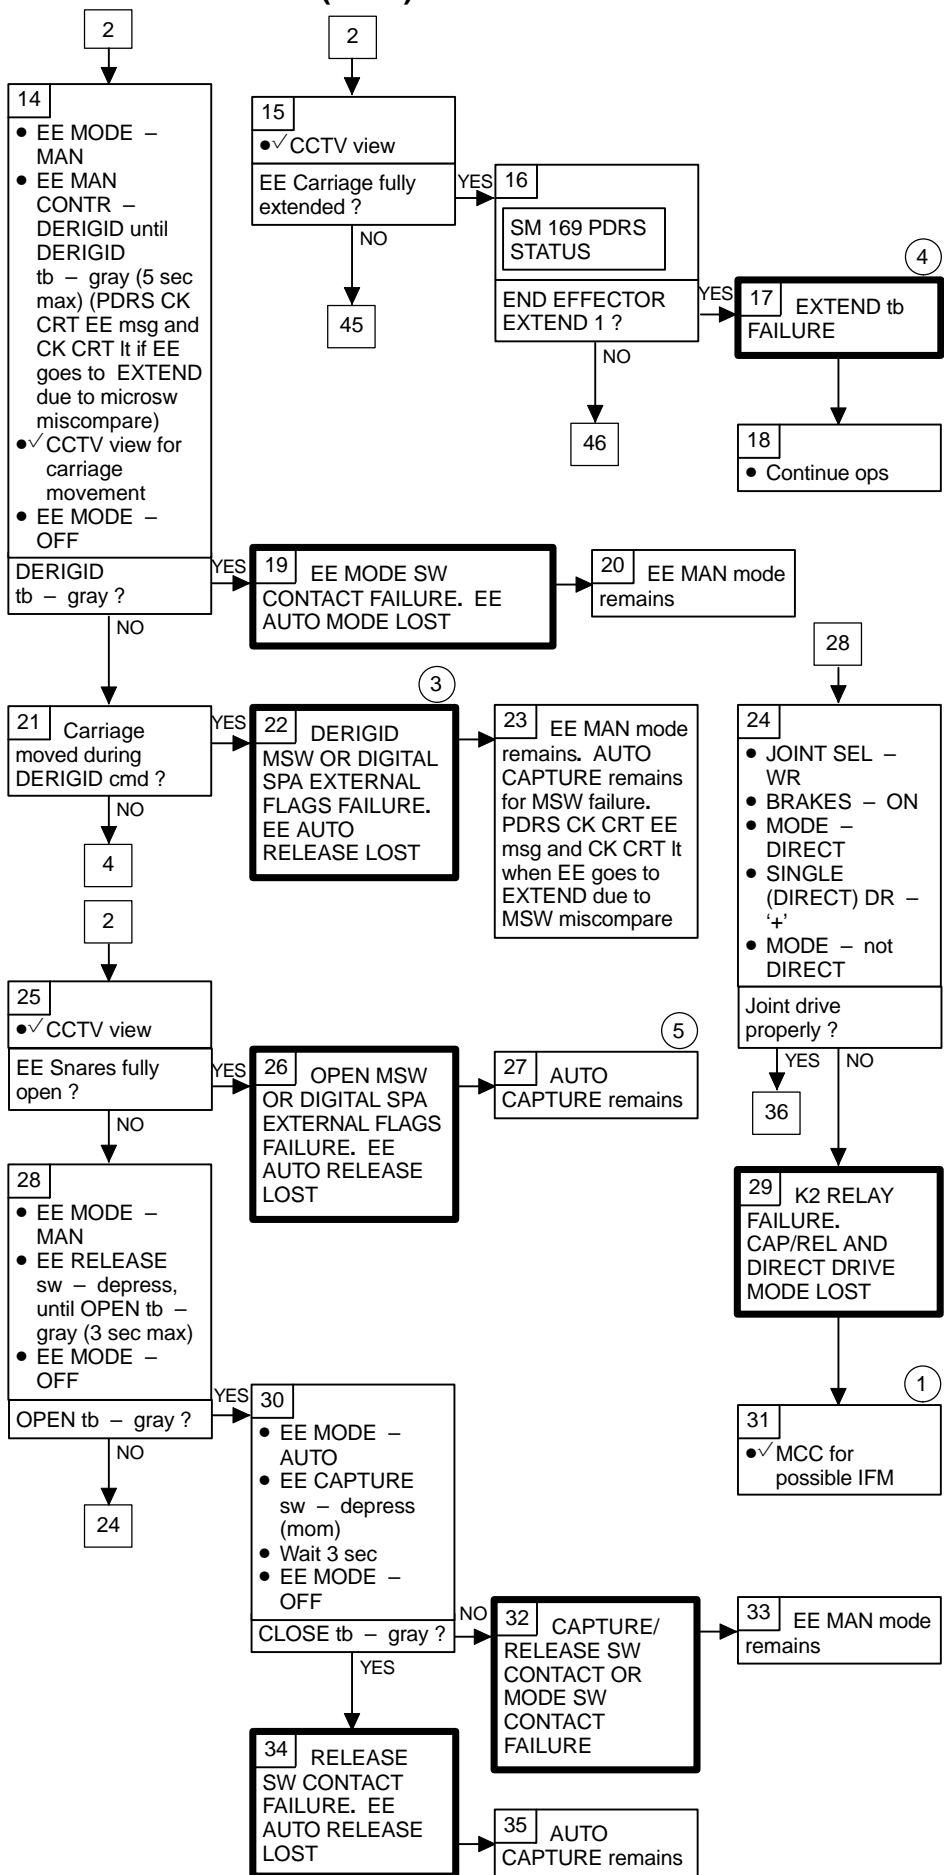 2
14
• EE MODE –
MAN
• EE MAN
CONTR –
DERIGID until
DERIGID
tb – gray (5 sec
max) (PDRS CK
CRT EE msg and
CK CRT lt if EE
goes to EXTEND
due to microsw
miscompare)
•√CCTV view for
carriage
movement
• EE MODE –
OFF
DERIGID
tb – gray ?
YES
NO
2
15
•√CCTV view
EE Carriage fully
extended ?
YES
NO
45
16
SM 169 PDRS
STATUS
END EFFECTOR
EXTEND 1 ?
YES
NO
46
4
17 EXTEND tb
FAILURE
18
• Continue ops
19 EE MODE SW
CONTACT FAILURE. EE
AUTO MODE LOST
20 EE MAN mode
remains
21 Carriage
moved during
DERIGID cmd ?
YES
NO
4
3
22 DERIGID
MSW OR DIGITAL
SPA EXTERNAL
FLAGS FAILURE.
EE AUTO
RELEASE LOST
23 EE MAN mode
remains. AUTO
CAPTURE remains
for MSW failure.
PDRS CK CRT EE
msg and CK CRT lt
when EE goes to
EXTEND due to
MSW miscompare
28
24
• JOINT SEL –
WR
• BRAKES – ON
• MODE –
DIRECT
• SINGLE
(DIRECT) DR –
‘+’
• MODE – not
DIRECT
Joint drive
properly ?
YES
NO
36
2
25
•√CCTV view
EE Snares fully
open ?
YES
NO
26 OPEN MSW
OR DIGITAL SPA
EXTERNAL FLAGS
FAILURE. EE
AUTO RELEASE
LOST
5
27 AUTO
CAPTURE remains
28
• EE MODE –
MAN
• EE RELEASE
sw – depress,
until OPEN tb –
gray (3 sec max)
• EE MODE –
OFF
OPEN tb – gray ?
YES
NO
24
29 K2 RELAY
FAILURE.
CAP/REL AND
DIRECT DRIVE
MODE LOST
1
31
•√MCC for
possible IFM
30
• EE MODE –
AUTO
• EE CAPTURE
sw – depress
(mom)
• Wait 3 sec
• EE MODE –
OFF
CLOSE tb – gray ?
NO
YES
32 CAPTURE/
RELEASE SW
CONTACT OR
MODE SW
CONTACT
FAILURE
33 EE MAN mode
remains
34 RELEASE
SW CONTACT
FAILURE. EE
AUTO RELEASE
LOST
35 AUTO
CAPTURE remains